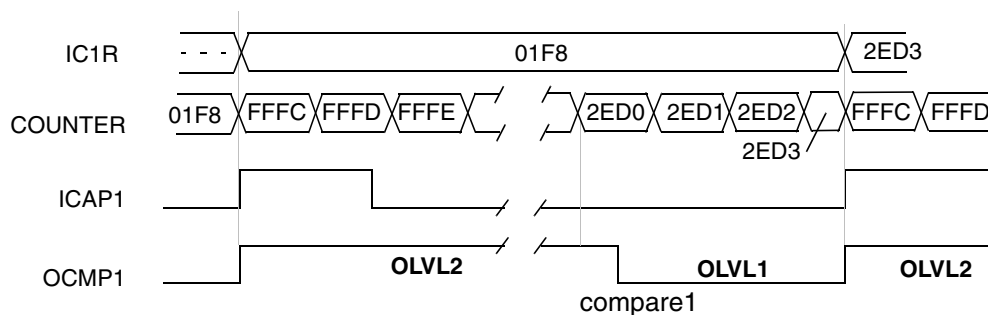 IC1R - - - - 01F8 2ED3
COUNTER 01F8 FFFC FFFD FFFE 2ED0 2ED1 2ED2 FFFC FFFD
2ED3
ICAP1
OCMP1 OLVL2 OLVL1 OLVL2
compare1